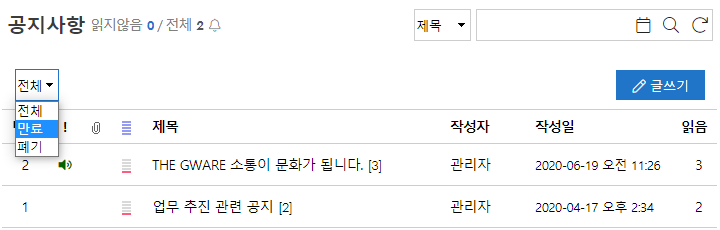 공지사항 읽지않음 0 / 전체 2
제목
전체
글쓰기
전체
만료
폐기
! 제목 작성자 작성일 읽음
2 THE GWARE 소통이 문화가 됩니다. [3] 관리자 2020-06-19 오전 11:26 3
1 업무 추진 관련 공지 [2] 관리자 2020-04-17 오후 2:34 2